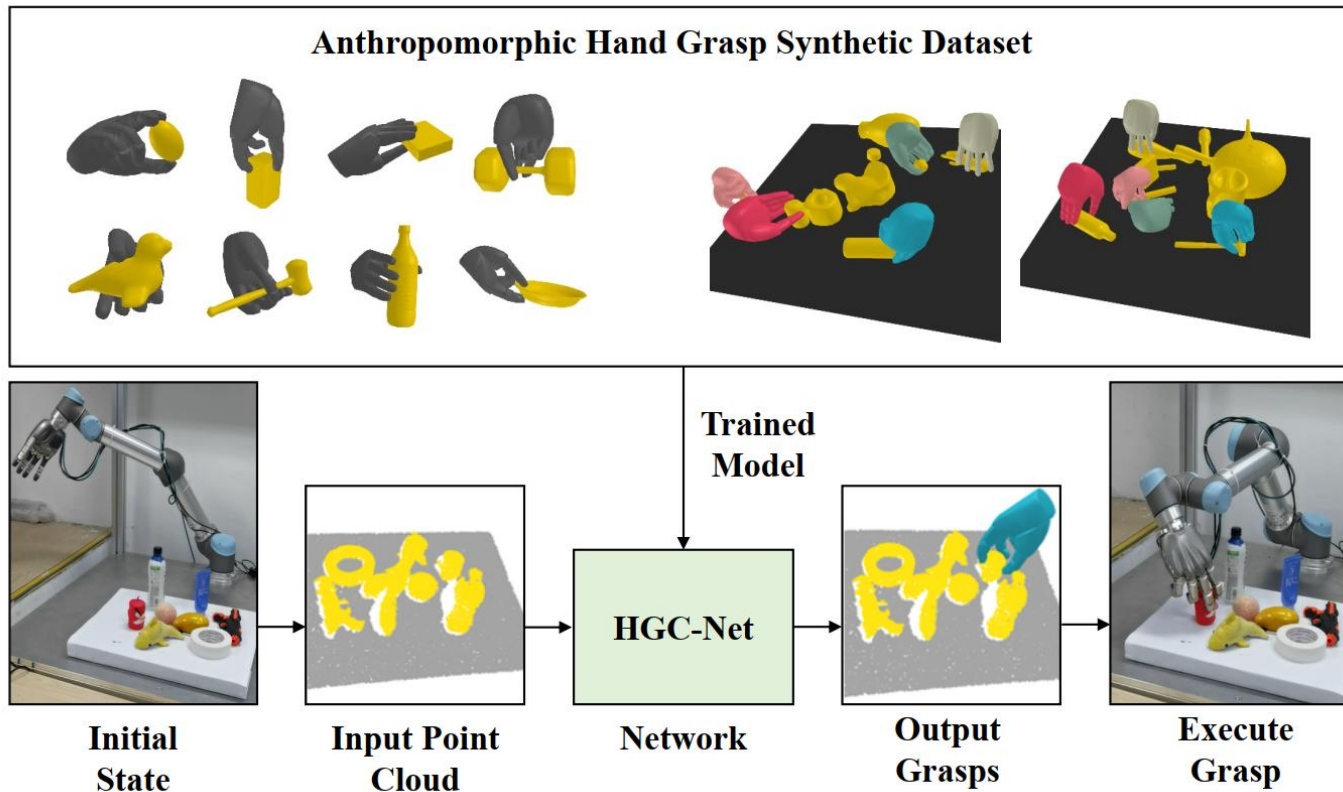 Anthropomorphic Hand Grasp Synthetic Dataset
Trained
Model
HGC-Net
Initial
State
Input Point
Cloud
Network
Output
Grasps
Execute
Grasp